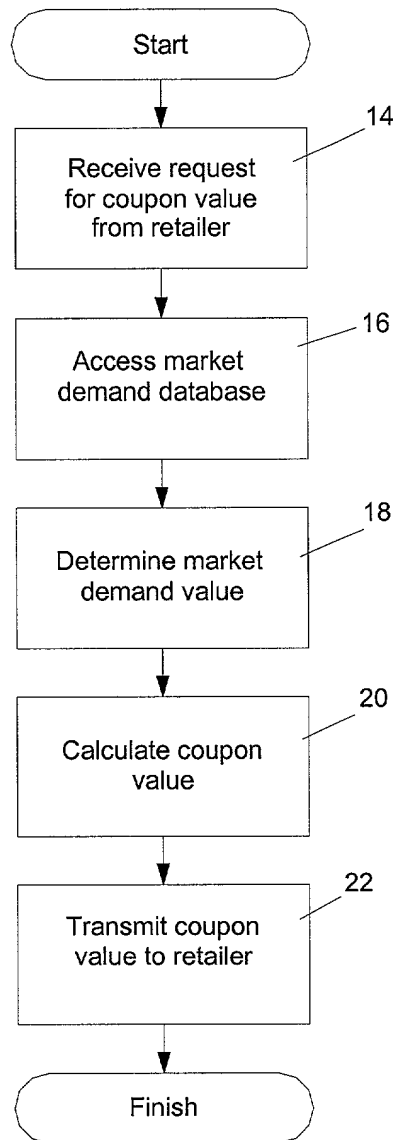 Start
14
Receive request
for coupon value
from retailer
16
Access market
demand database
18
Determine market
demand value
20
Calculate coupon
value
22
Transmit coupon
value to retailer
Finish